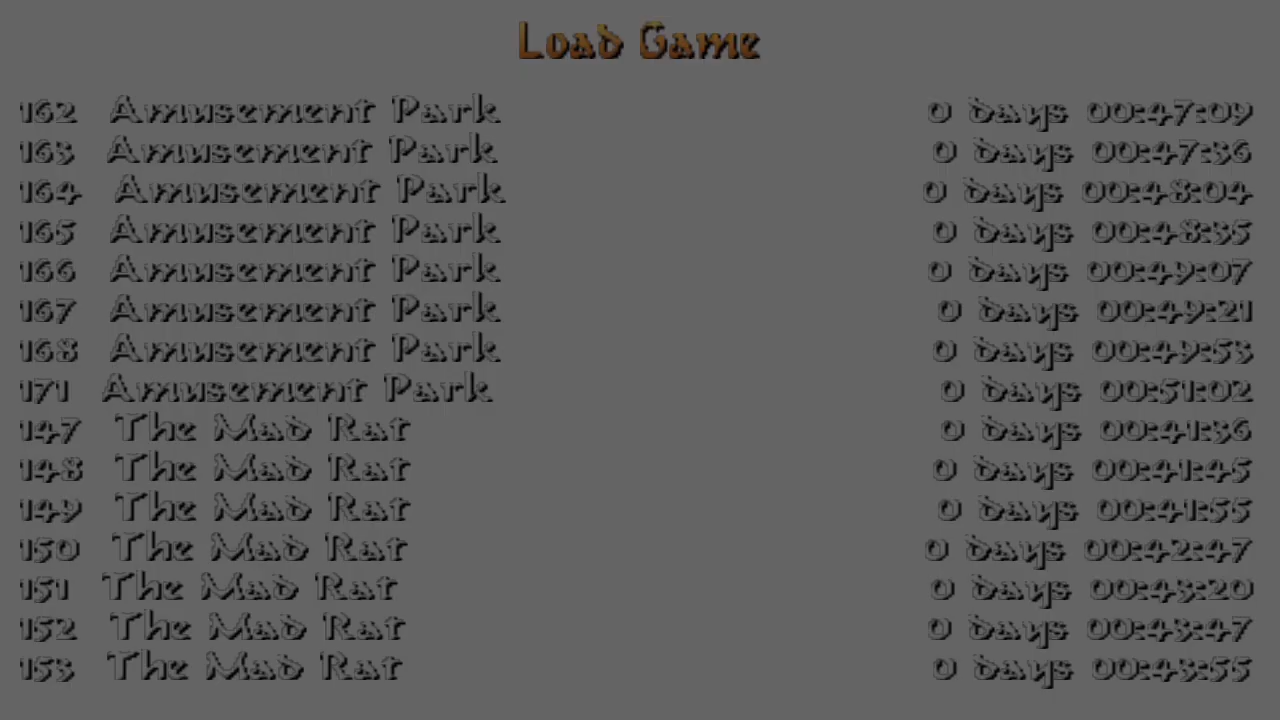 Load Game
162 Amusement Park 0 days 00:47:09
163 Amusement Park 0 days 00:47:36
164 Amusement Park 0 days 00:48:04
165 Amusement Park 0 days 00:48:35
166 Amusement Park 0 days 00:49:07
167 Amusement Park 0 days 00:49:21
168 Amusement Park 0 days 00:49:53
171 Amusement Park 0 days 00:51:02
147 The Mad Rat 0 days 00:41:36
148 The Mad Rat 0 days 00:41:45
149 The Mad Rat 0 days 00:41:55
150 The Mad Rat 0 days 00:42:47
151 The Mad Rat 0 days 00:43:20
152 The Mad Rat 0 days 00:43:47
153 The Mad Rat 0 days 00:43:55